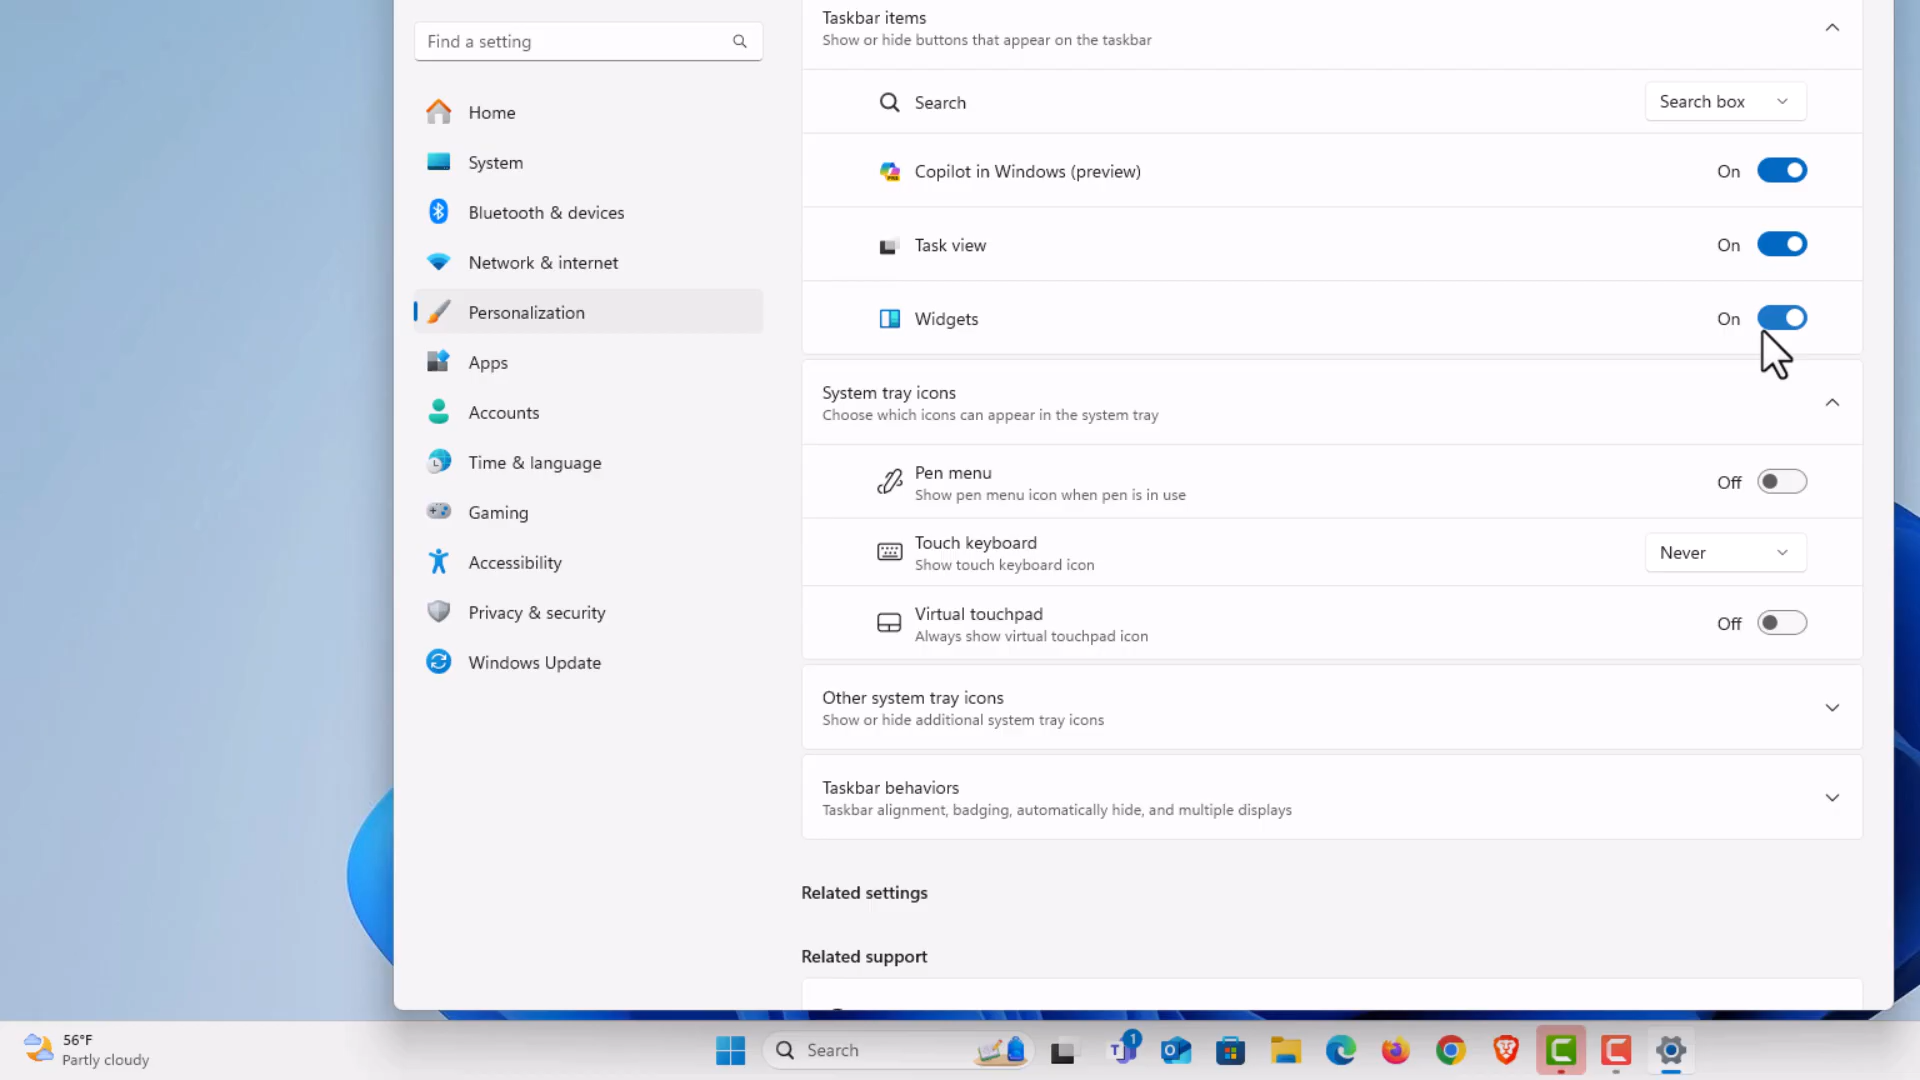 Find a setting
Home
System
Bluetooth & devices
Network & internet
Personalization
Apps
Accounts
Time & language
Gaming
Accessibility
Privacy & security
Windows Update
Taskbar items
Show or hide buttons that appear on the taskbar
Search
Search box
Copilot in Windows (preview)
On
Task view
On
Widgets
On
System tray icons
Choose which icons can appear in the system tray
Pen menu
Show pen menu icon when pen is in use
Off
Touch keyboard
Show touch keyboard icon
Never
Virtual touchpad
Always show virtual touchpad icon
Off
Other system tray icons
Show or hide additional system tray icons
Taskbar behaviors
Taskbar alignment, badging, automatically hide, and multiple displays
Related settings
Related support
56°F
Partly cloudy
Search
1